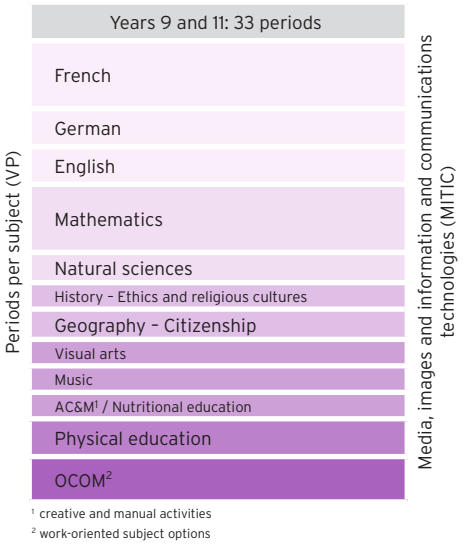 Years 9 and 11: 33 periods
Periods per subject (VP)
French
German
English
Mathematics
Natural sciences
History – Ethics and religious cultures
Geography – Citizenship
Visual arts
Music
AC&M¹ / Nutritional education
Physical education
OCOM²
Media, images and information and communications
technologies (MITIC)
¹ creative and manual activities
² work-oriented subject options